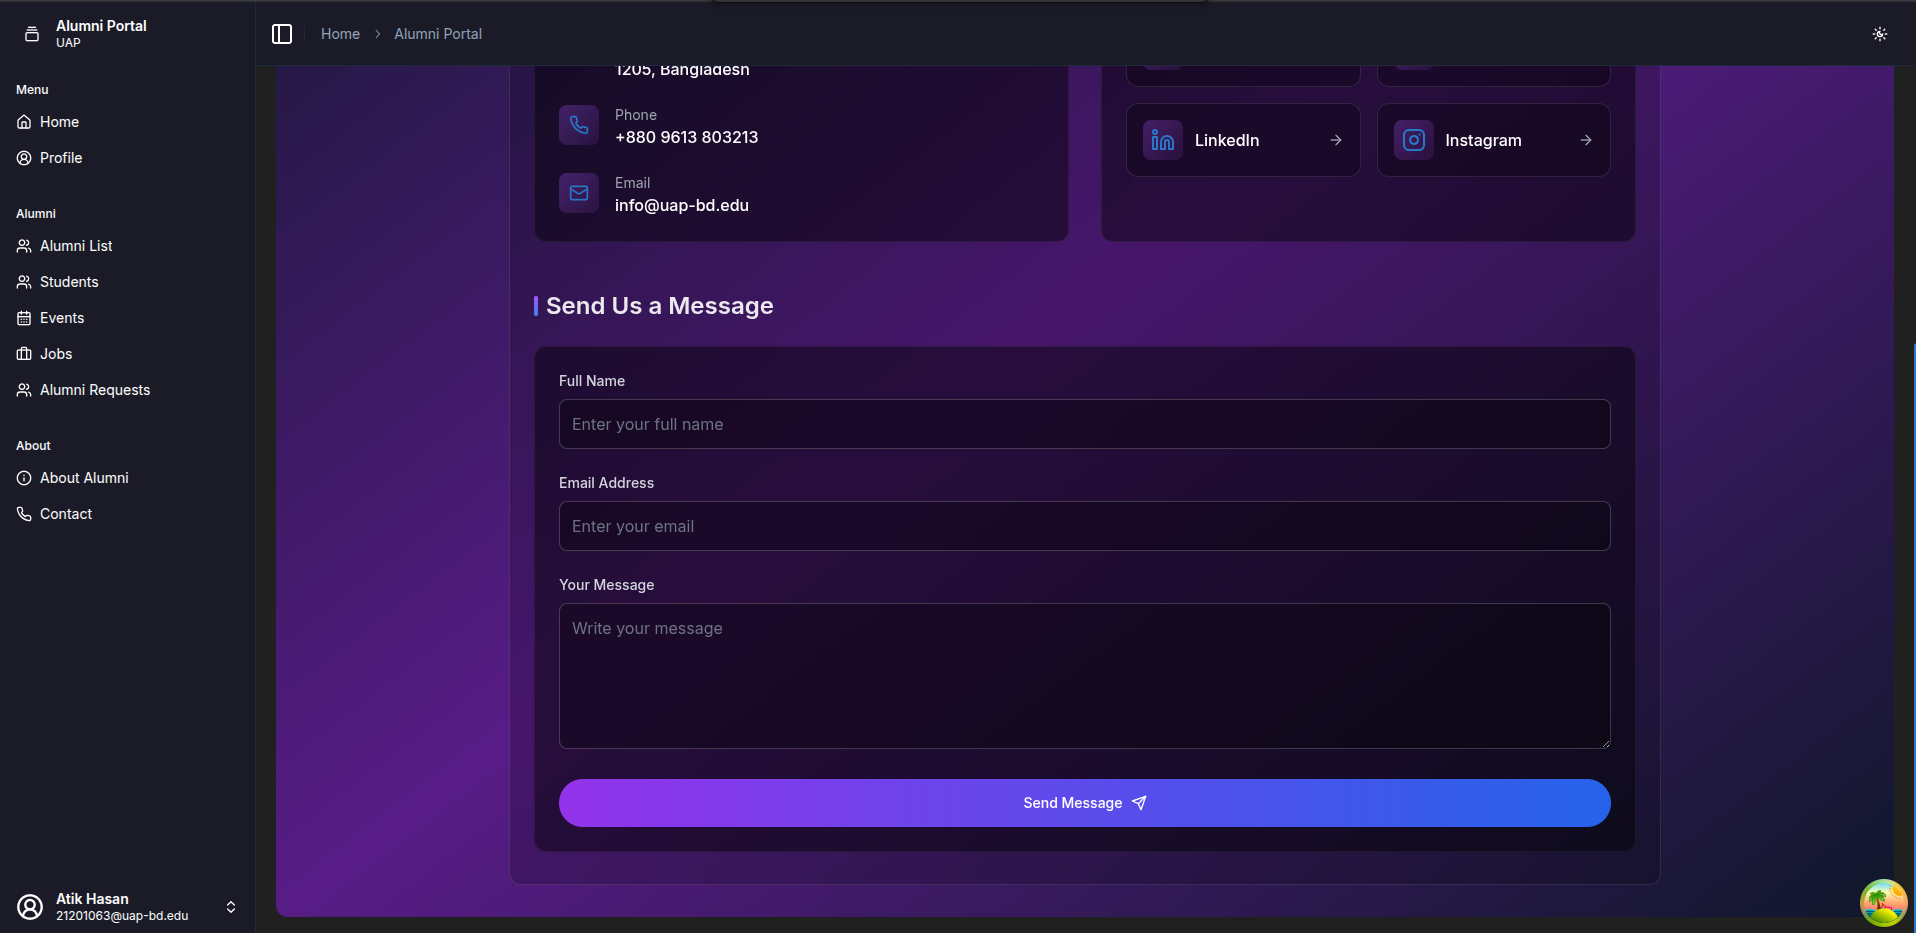 Alumni Portal
UAP
Menu
Home
Profile
Alumni
Alumni List
Students
Events
Jobs
Alumni Requests
About
About Alumni
Contact
Atik Hasan
21201063@uap-bd.edu
Home > Alumni Portal
1205, Bangladesh
Phone
+880 9613 803213
Email
info@uap-bd.edu
LinkedIn
Instagram
Send Us a Message
Full Name
Enter your full name
Email Address
Enter your email
Your Message
Write your message
Send Message